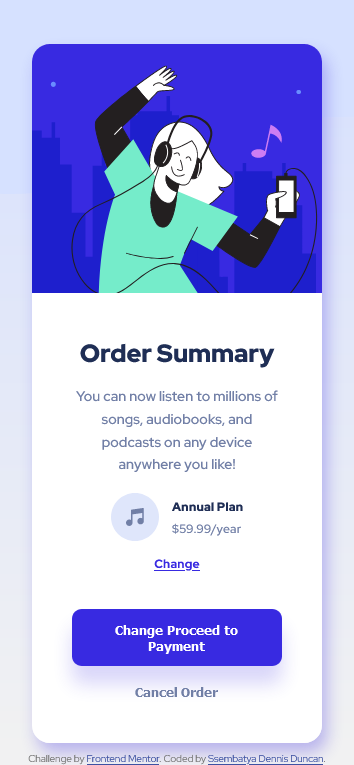 Order Summary
You can now listen to millions of
songs, audiobooks, and
podcasts on any device
anywhere you like!
Annual Plan
$59.99/year
Change
Change Proceed to
Payment
Cancel Order
Challenge by Frontend Mentor. Coded by Ssembatya Dennis Duncan.